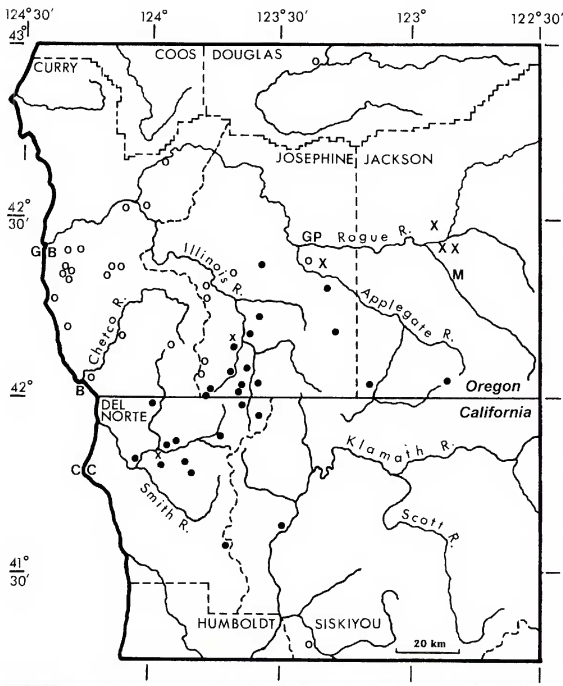 124°30' 124° 123°30' 123° 122°30'
43°
COOS DOUGLAS
CURRY
JOSEPHINE JACKSON
42°
30'
GP Rogue R.
GB
Illinois R.
M
Applegate R.
Chetco R.
B
42°
Oregon
DEL
NORTE
California
Klamath R.
CC
Smith R.
Scott R.
41°
30'
HUMBOLDT SISKIYOU
20 km